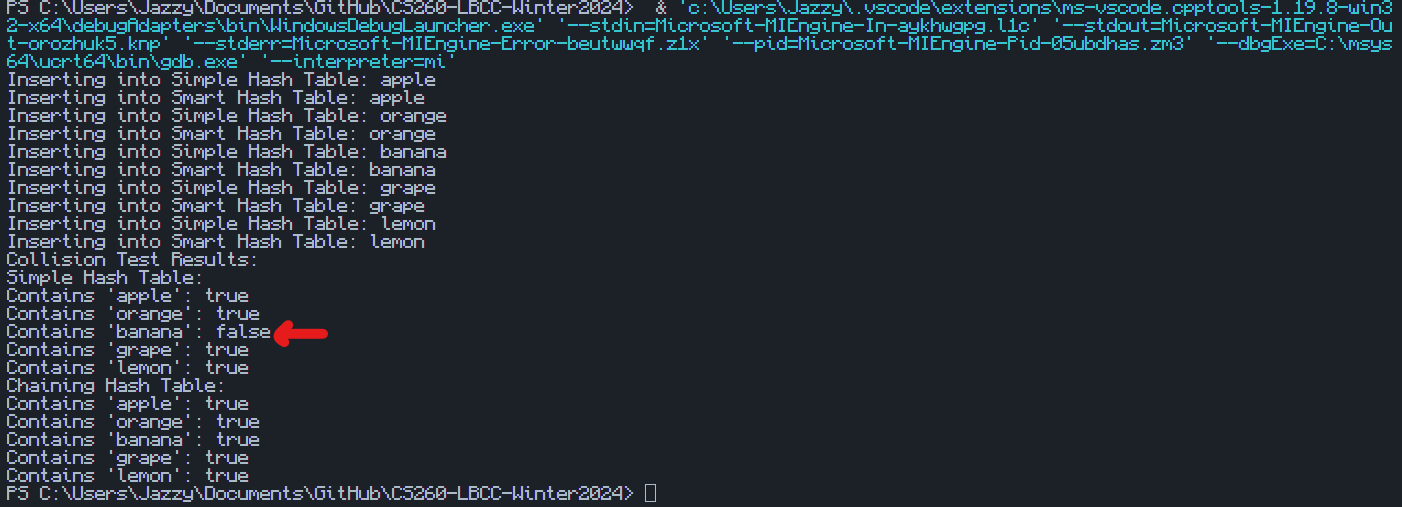 PS C:\Users\Jazzy\Documents\GitHub\CS260-LBCC-Winter2024>  & 'c:\Users\Jazzy\.vscode\extensions\ms-vscode.cpptools-1.19.8-win3
2-x64\debugAdapters\bin\WindowsDebugLauncher.exe' '--stdin=Microsoft-MIEngine-In-aykhwgpg.l1c' '--stdout=Microsoft-MIEngine-Ou
t-orozhuk5.knp' '--stderr=Microsoft-MIEngine-Error-beutwwqf.z1x' '--pid=Microsoft-MIEngine-Pid-05ubdhas.zm3' '--dbgExe=C:\msys
64\ucrt64\bin\gdb.exe' '--interpreter=mi'
Inserting into Simple Hash Table: apple
Inserting into Smart Hash Table: apple
Inserting into Simple Hash Table: orange
Inserting into Smart Hash Table: orange
Inserting into Simple Hash Table: banana
Inserting into Smart Hash Table: banana
Inserting into Simple Hash Table: grape
Inserting into Smart Hash Table: grape
Inserting into Simple Hash Table: lemon
Inserting into Smart Hash Table: lemon
Collision Test Results:
Simple Hash Table:
Contains 'apple': true
Contains 'orange': true
Contains 'banana': false
Contains 'grape': true
Contains 'lemon': true
Chaining Hash Table:
Contains 'apple': true
Contains 'orange': true
Contains 'banana': true
Contains 'grape': true
Contains 'lemon': true
PS C:\Users\Jazzy\Documents\GitHub\CS260-LBCC-Winter2024>